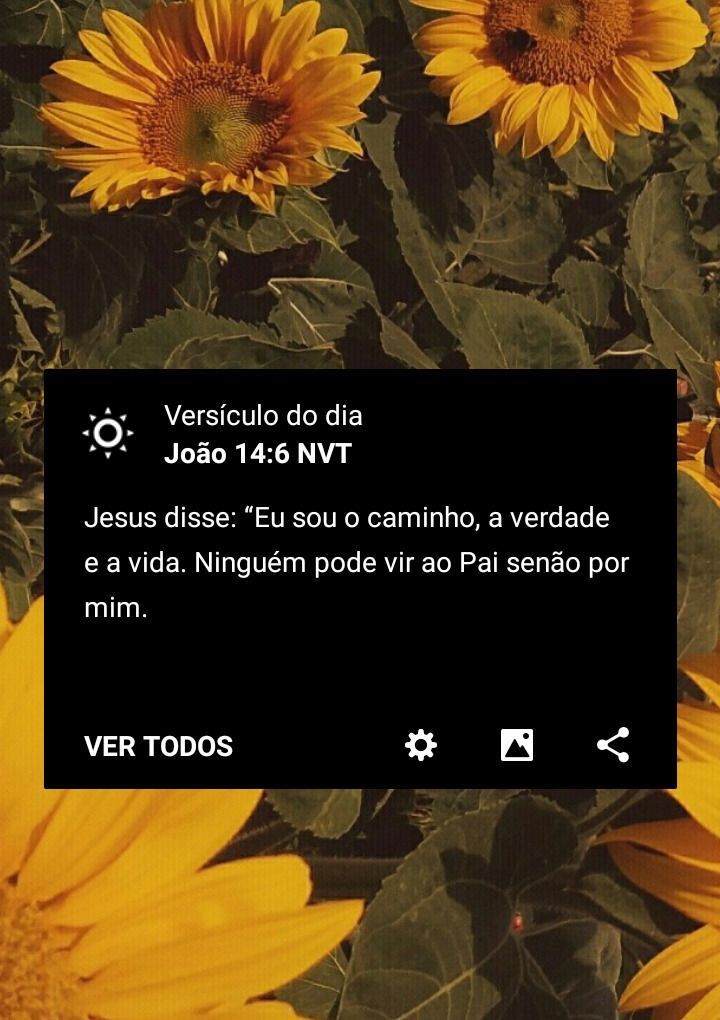 Versículo do dia
João 14:6 NVT
Jesus disse: “Eu sou o caminho, a verdade
e a vida. Ninguém pode vir ao Pai senão por
mim.
VER TODOS